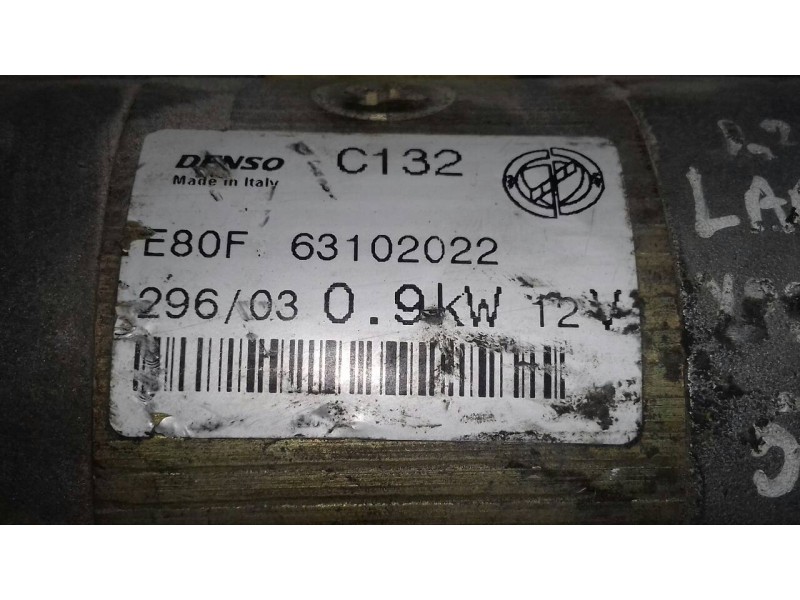 DENSO C132
Made in Italy
E80F 63102022
296/03 0.9kW 12V